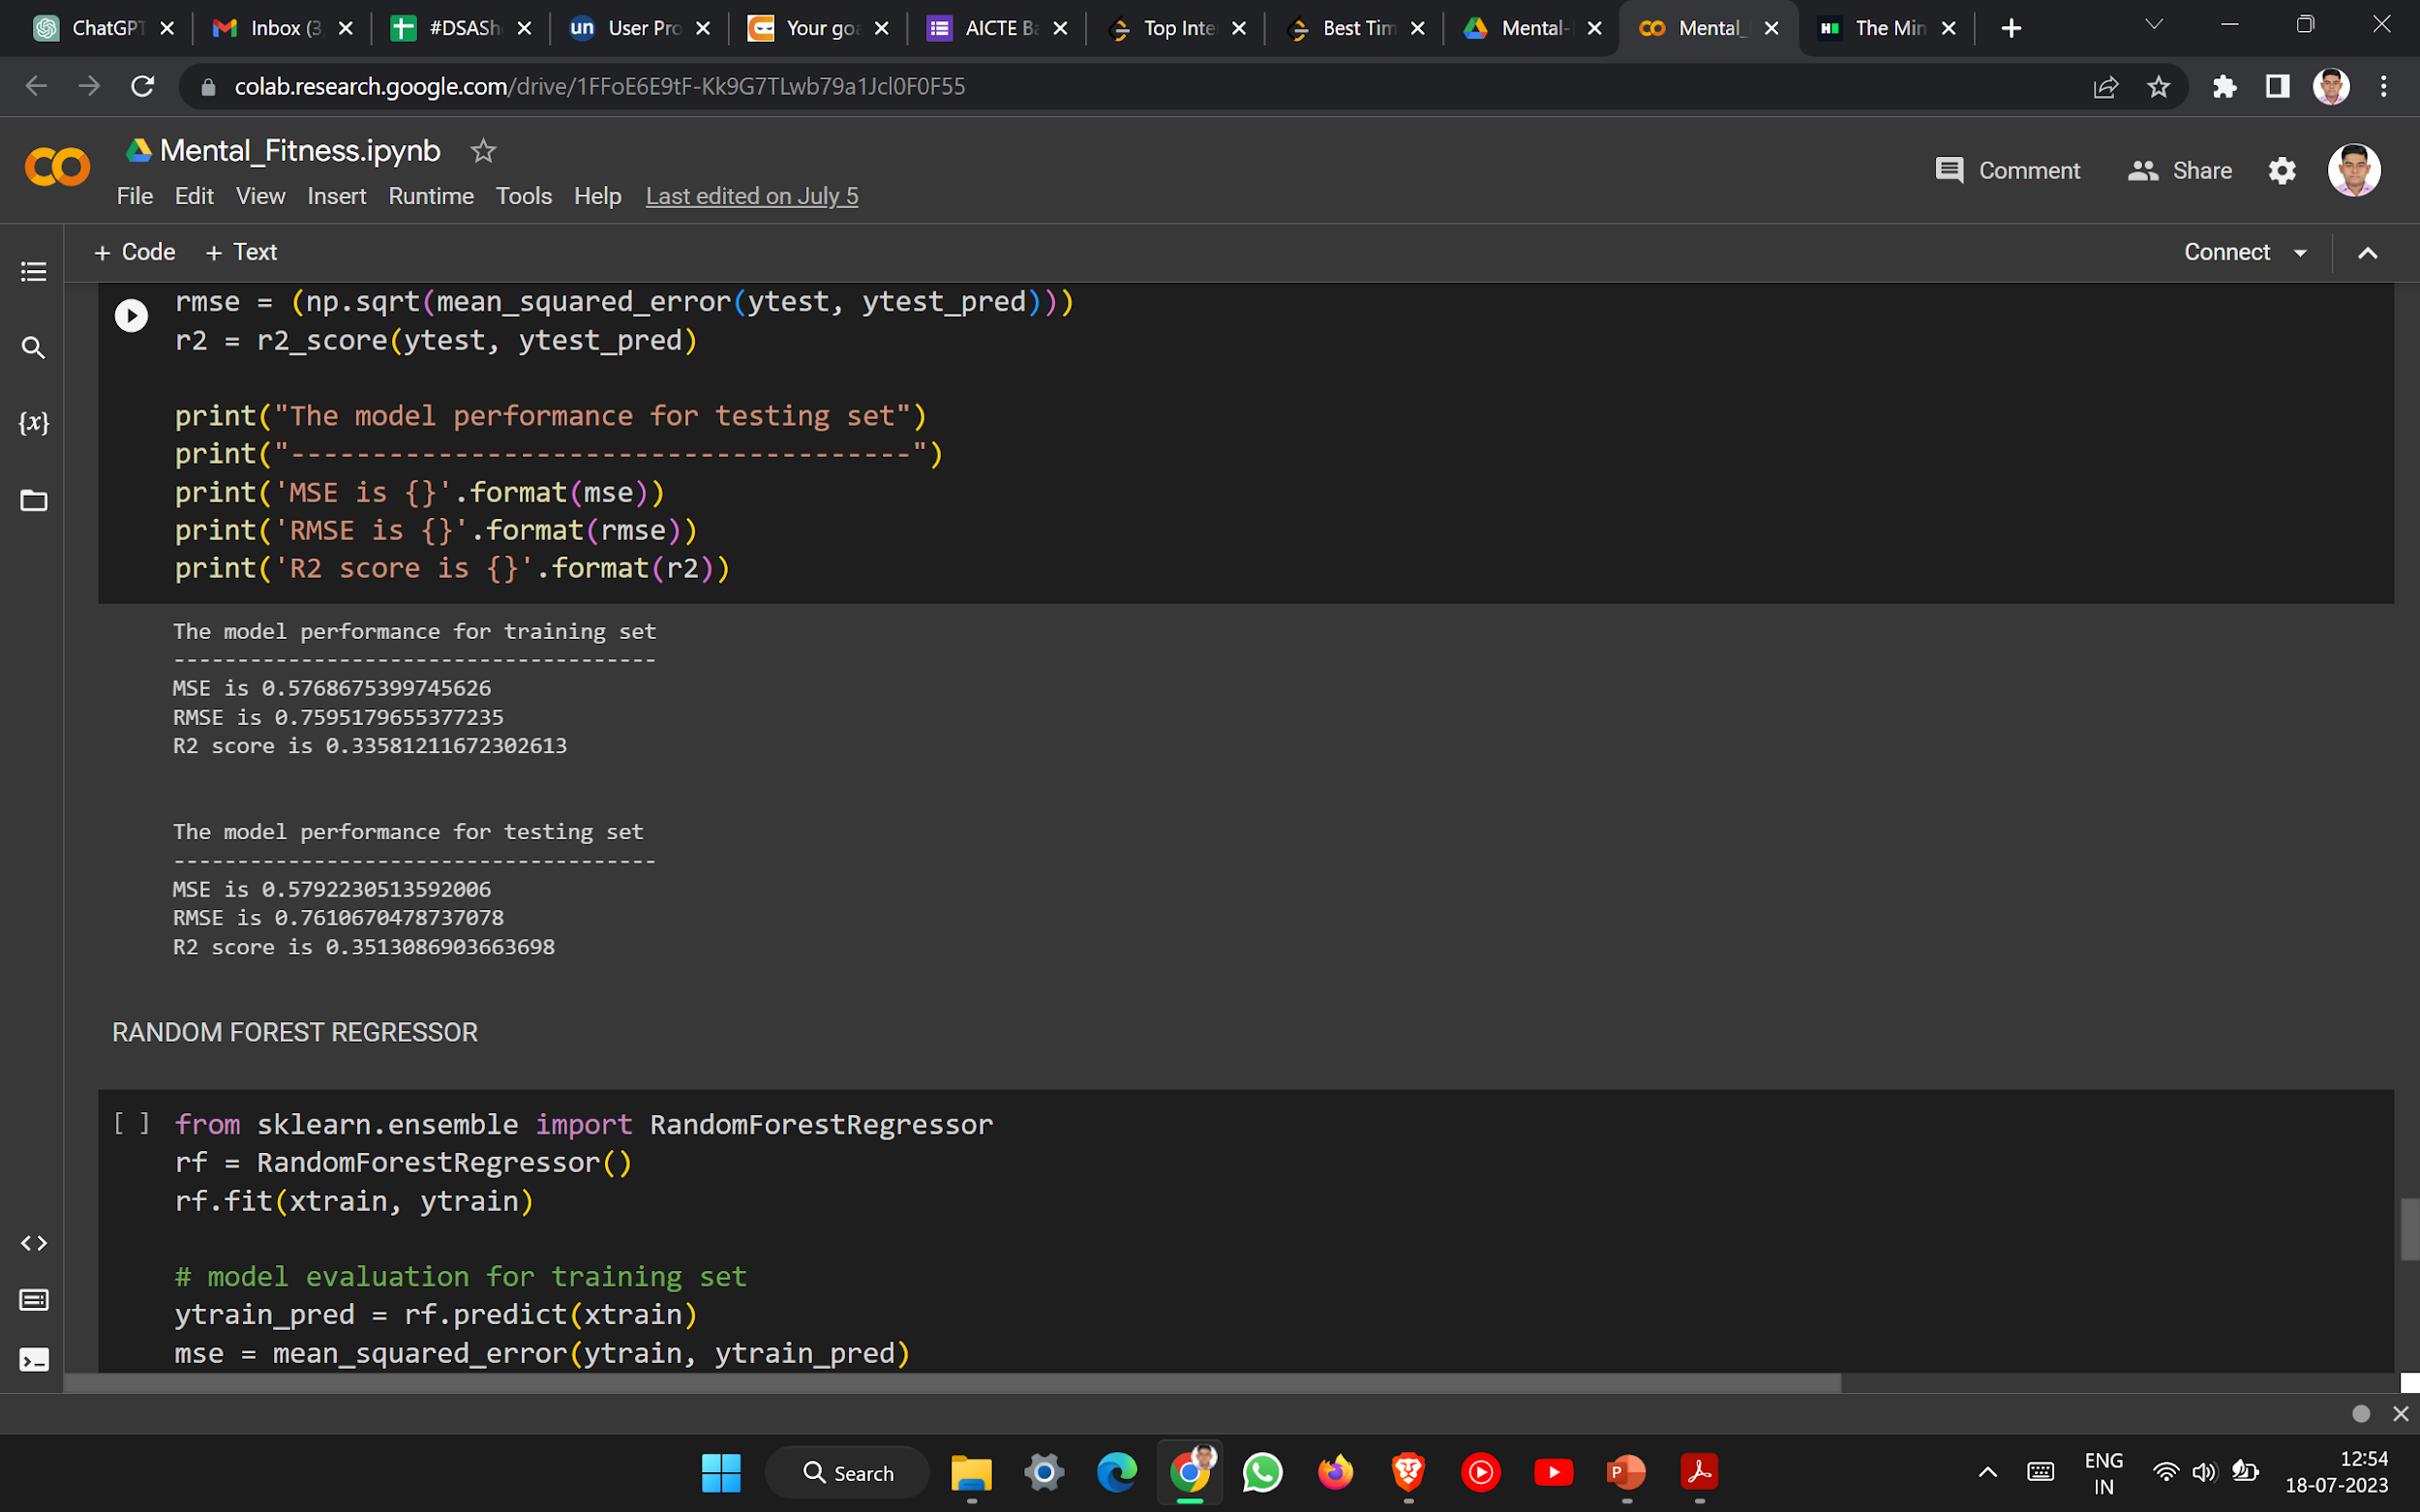 ChatGPT
Inbox (3,
#DSASh
un User Pro
Your goa
AICTE Ba
Top Inte
Best Tim
Mental-
Mental_
The Min
colab.research.google.com/drive/1FFoE6E9tF-Kk9G7TLwb79a1Jcl0F0F55
Mental_Fitness.ipynb
Comment
Share
File Edit View Insert Runtime Tools Help Last edited on July 5
+ Code + Text
Connect
rmse = (np.sqrt(mean_squared_error(ytest, ytest_pred)))
r2 = r2_score(ytest, ytest_pred)
{x}
print("The model performance for testing set")
print("--------------------------------------")
print('MSE is {}'.format(mse))
print('RMSE is {}'.format(rmse))
print('R2 score is {}'.format(r2))
The model performance for training set
--------------------------------------
MSE is 0.5768675399745626
RMSE is 0.7595179655377235
R2 score is 0.33581211672302613
The model performance for testing set
--------------------------------------
MSE is 0.5792230513592006
RMSE is 0.7610670478737078
R2 score is 0.3513086903663698
RANDOM FOREST REGRESSOR
[ ] from sklearn.ensemble import RandomForestRegressor
rf = RandomForestRegressor()
rf.fit(xtrain, ytrain)
# model evaluation for training set
ytrain_pred = rf.predict(xtrain)
mse = mean_squared_error(ytrain, ytrain_pred)
Search
ENG
IN
12:54
18-07-2023